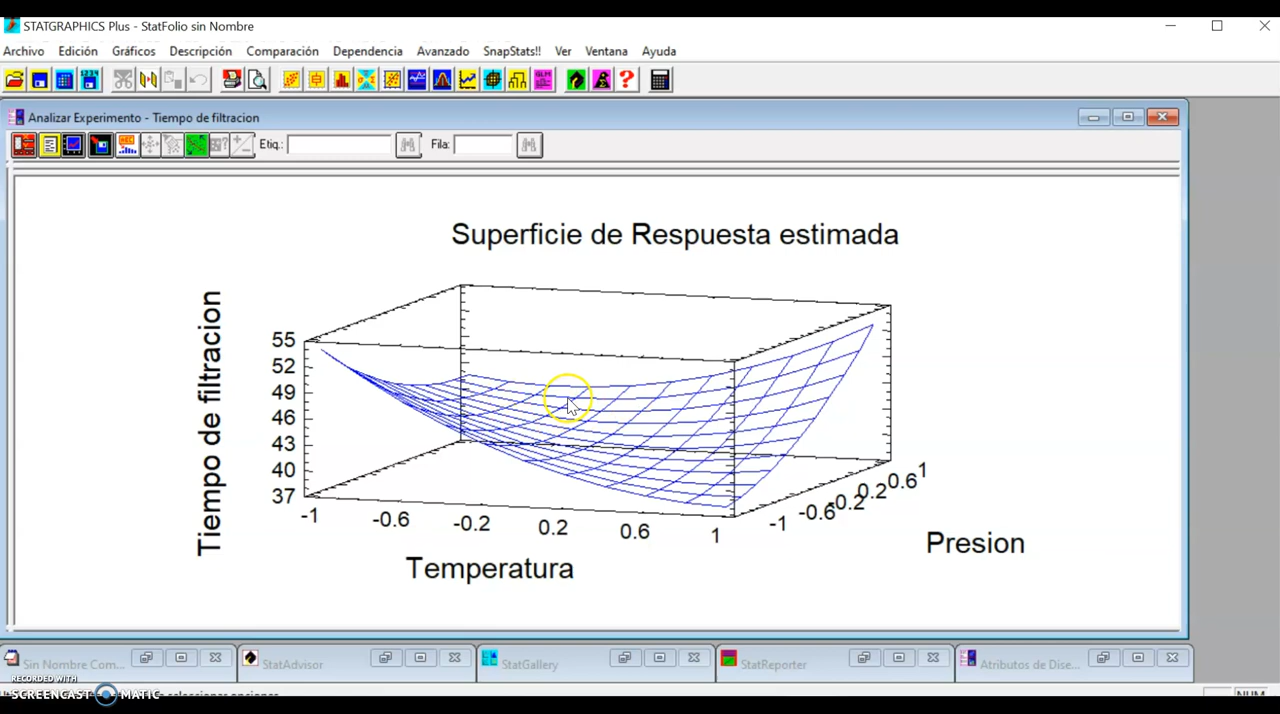 STATGRAPHICS Plus - StatFolio sin Nombre
Archivo Edición Gráficos Descripción Comparación Dependencia Avanzado SnapStats!! Ver Ventana Ayuda
Analizar Experimento - Tiempo de filtracion
Etiq.: Fila:
Superficie de Respuesta estimada
Tiempo de filtracion
55
52
49
46
43
40
37
-1 -0.6 -0.2 0.2 0.6 1
Temperatura
-1 -0.6 -0.2 0.2 0.6 1
Presion
Sin Nombre Com... StatAdvisor StatGallery StatReporter Atributos de Dise...
RECORDED WITH
SCREENCAST MATIC
seleccionar opciones
NUM